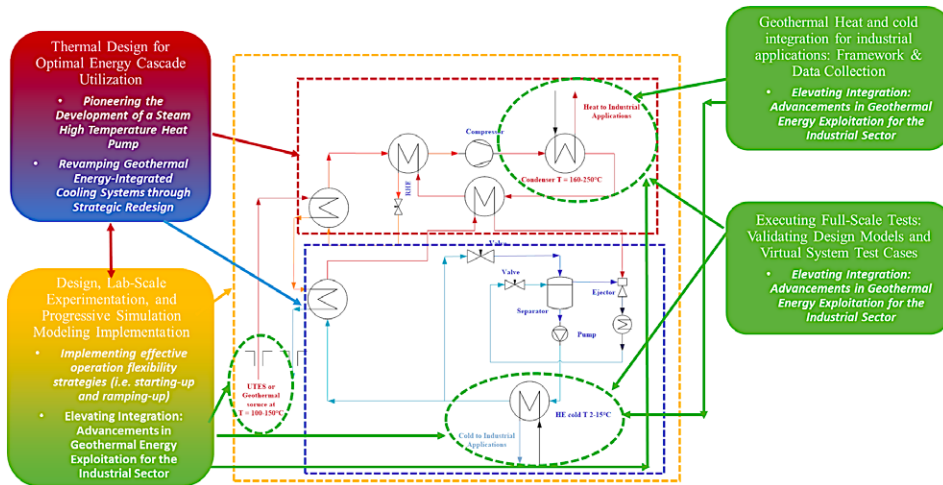 Thermal Design for
Optimal Energy Cascade
Utilization
• Pioneering the
Development of a Steam
High Temperature Heat
Pump
• Revamping Geothermal
Energy-Integrated
Cooling Systems through
Strategic Redesign
Design, Lab-Scale
Experimentation, and
Progressive Simulation
Modeling Implementation
• Implementing effective
operation flexibility
strategies (i.e. starting-up
and ramping-up)
• Elevating Integration:
Advancements in
Geothermal Energy
Exploitation for the
Industrial Sector
Heat to Industrial
Applications
Compressor
Condenser T = 160-250°C
Valve
Valve
Separator
Ejector
Pump
UTES or
Geothermal
soruce at
T = 100-150°C
HE cold T 2-15°C
Cold to Industrial
Applications
Geothermal Heat and cold
integration for industrial
applications: Framework &
Data Collection
• Elevating Integration:
Advancements in Geothermal
Energy Exploitation for the
Industrial Sector
Executing Full-Scale Tests:
Validating Design Models and
Virtual System Test Cases
• Elevating Integration:
Advancements in Geothermal
Energy Exploitation for the
Industrial Sector